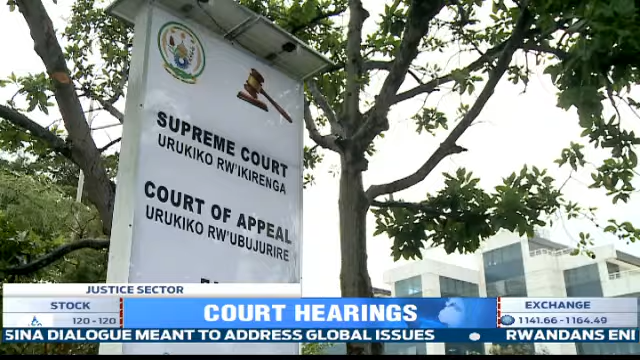 SUPREME COURT
URUKIKO RW'IKIRENGA
COURT OF APPEAL
URUKIKO RW'UBUJURIRE
JUSTICE SECTOR
STOCK
120-120
COURT HEARINGS
EXCHANGE
1141.66 - 1164.49
SINA DIALOGUE MEANT TO ADDRESS GLOBAL ISSUES
RWANDANS ENI